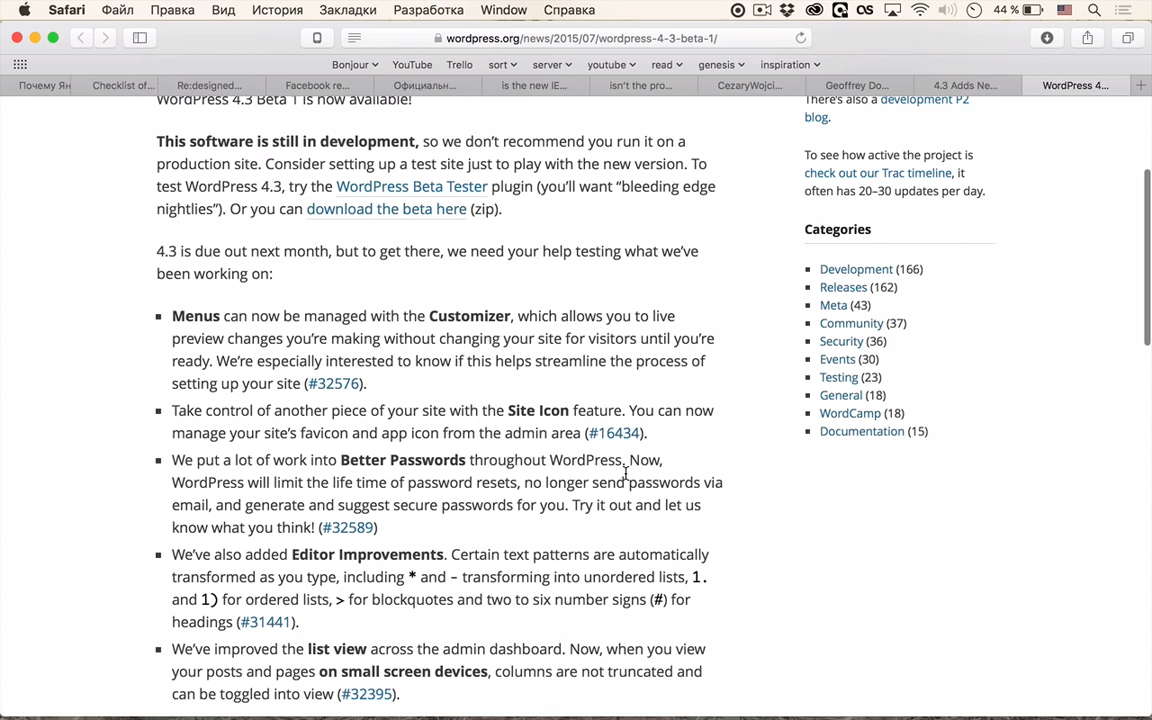 Safari Файл Правка Вид История Закладки Разработка Window Справка 44 %
wordpress.org/news/2015/07/wordpress-4-3-beta-1/
Bonjour YouTube Trello sort server youtube read genesis inspiration
Почему Ян Checklist of... Re:designed... Facebook re... Официальн... is the new IE... isn't the pro... CezaryWojci... Geoffrey Do... 4.3 Adds Ne... WordPress 4...
WordPress 4.3 Beta 1 is now available!
This software is still in development, so we don’t recommend you run it on a
production site. Consider setting up a test site just to play with the new version. To
test WordPress 4.3, try the WordPress Beta Tester plugin (you’ll want “bleeding edge
nightlies”). Or you can download the beta here (zip).
4.3 is due out next month, but to get there, we need your help testing what we’ve
been working on:
Menus can now be managed with the Customizer, which allows you to live
preview changes you’re making without changing your site for visitors until you’re
ready. We’re especially interested to know if this helps streamline the process of
setting up your site (#32576).
Take control of another piece of your site with the Site Icon feature. You can now
manage your site’s favicon and app icon from the admin area (#16434).
We put a lot of work into Better Passwords throughout WordPress. Now,
WordPress will limit the life time of password resets, no longer send passwords via
email, and generate and suggest secure passwords for you. Try it out and let us
know what you think! (#32589)
We’ve also added Editor Improvements. Certain text patterns are automatically
transformed as you type, including * and - transforming into unordered lists, 1.
and 1) for ordered lists, > for blockquotes and two to six number signs (#) for
headings (#31441).
We’ve improved the list view across the admin dashboard. Now, when you view
your posts and pages on small screen devices, columns are not truncated and
can be toggled into view (#32395).
There’s also a development P2
blog.
To see how active the project is
check out our Trac timeline, it
often has 20–30 updates per day.
Categories
Development (166)
Releases (162)
Meta (43)
Community (37)
Security (36)
Events (30)
Testing (23)
General (18)
WordCamp (18)
Documentation (15)